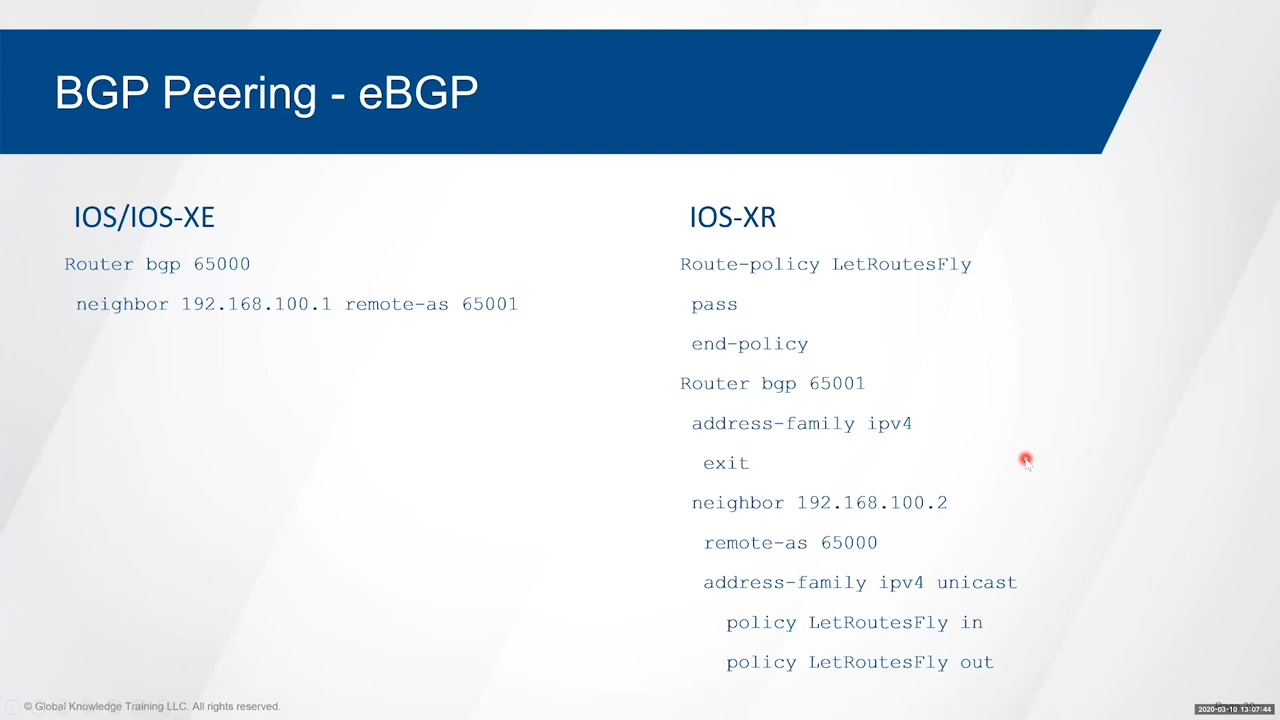 BGP Peering - eBGP
IOS/IOS-XE
Router bgp 65000
neighbor 192.168.100.1 remote-as 65001
IOS-XR
Route-policy LetRoutesFly
pass
end-policy
Router bgp 65001
address-family ipv4
exit
neighbor 192.168.100.2
remote-as 65000
address-family ipv4 unicast
policy LetRoutesFly in
policy LetRoutesFly out
© Global Knowledge Training LLC. All rights reserved.
2020-03-10 13:07:44